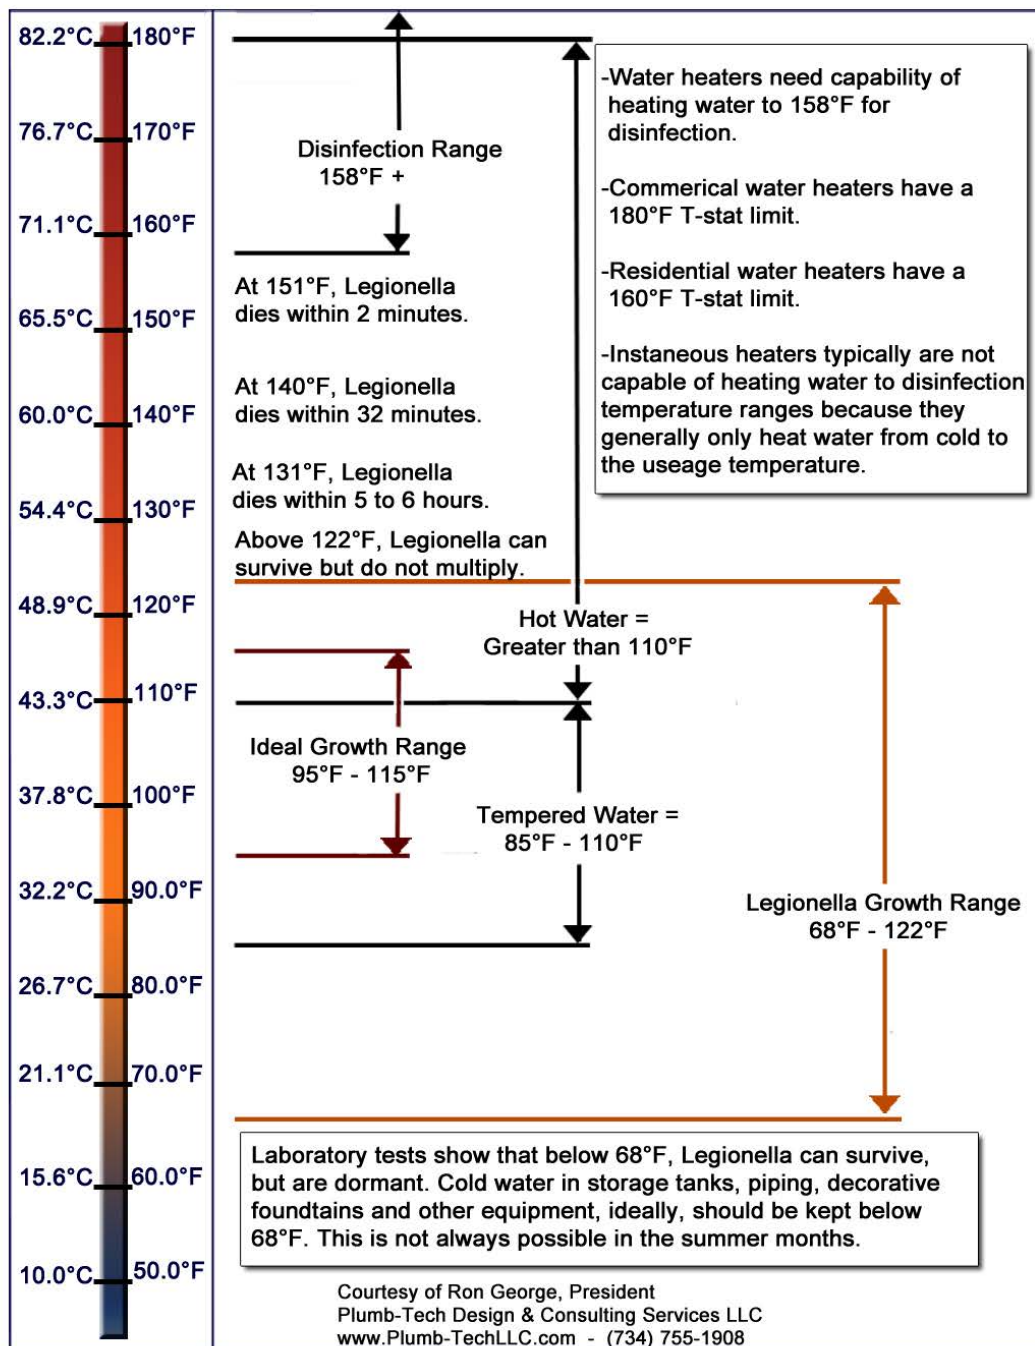 82.2°C 180°F
76.7°C 170°F
71.1°C 160°F
65.5°C 150°F
60.0°C 140°F
54.4°C 130°F
48.9°C 120°F
43.3°C 110°F
37.8°C 100°F
32.2°C 90.0°F
26.7°C 80.0°F
21.1°C 70.0°F
15.6°C 60.0°F
10.0°C 50.0°F
Disinfection Range
158°F +
At 151°F, Legionella
dies within 2 minutes.
At 140°F, Legionella
dies within 32 minutes.
At 131°F, Legionella
dies within 5 to 6 hours.
Above 122°F, Legionella can
survive but do not multiply.
-Water heaters need capability of
heating water to 158°F for
disinfection.
-Commerical water heaters have a
180°F T-stat limit.
-Residential water heaters have a
160°F T-stat limit.
-Instaneous heaters typically are not
capable of heating water to disinfection
temperature ranges because they
generally only heat water from cold to
the useage temperature.
Hot Water =
Greater than 110°F
Ideal Growth Range
95°F - 115°F
Tempered Water =
85°F - 110°F
Legionella Growth Range
68°F - 122°F
Laboratory tests show that below 68°F, Legionella can survive,
but are dormant. Cold water in storage tanks, piping, decorative
foundtains and other equipment, ideally, should be kept below
68°F. This is not always possible in the summer months.
Courtesy of Ron George, President
Plumb-Tech Design & Consulting Services LLC
www.Plumb-TechLLC.com - (734) 755-1908